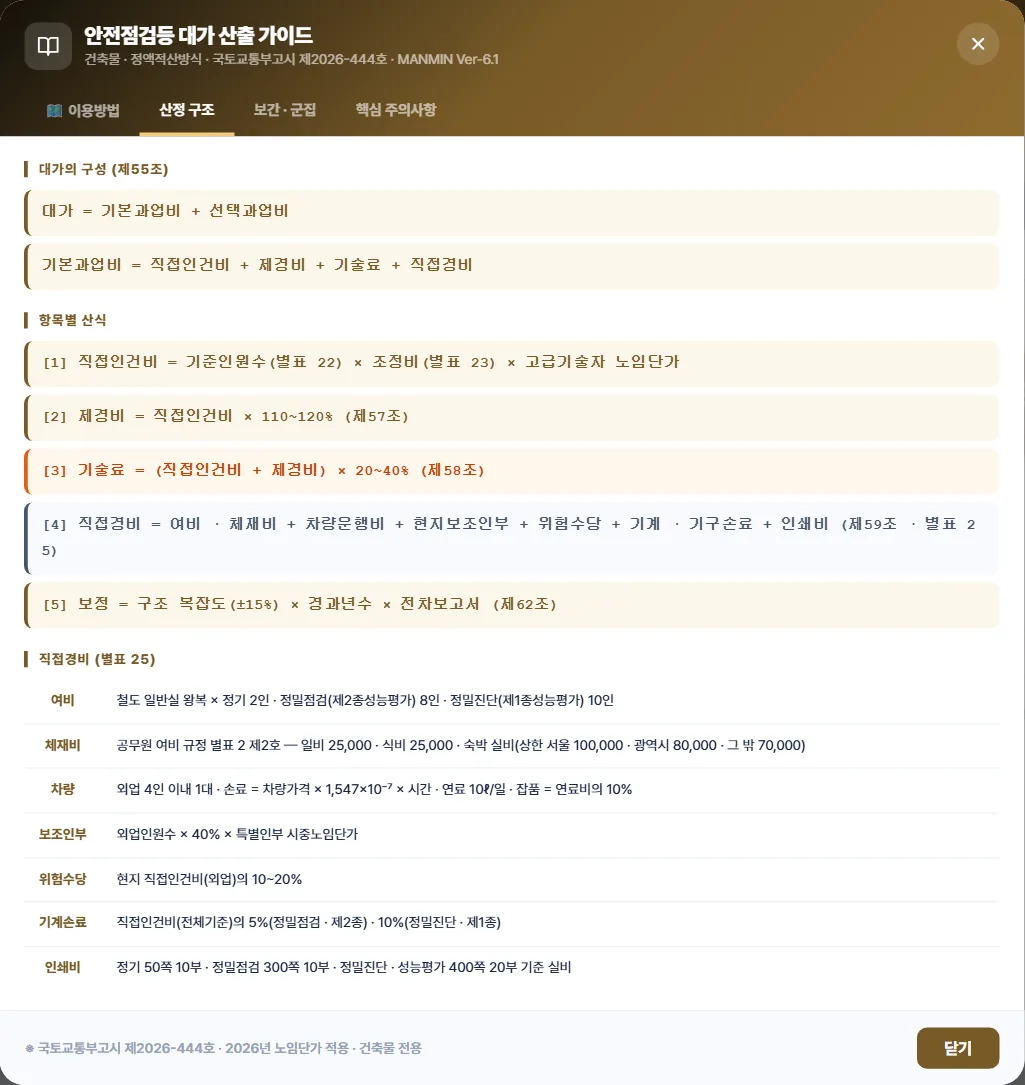 안전점검등 대가 산출 가이드
건축물 · 정액적산방식 · 국토교통부고시 제2026-444호 · MANMIN Ver-6.1
이용방법 산정 구조 보간 · 군집 핵심 주의사항
대가의 구성 (제55조)
대가 = 기본과업비 + 선택과업비
기본과업비 = 직접인건비 + 제경비 + 기술료 + 직접경비
항목별 산식
[1] 직접인건비 = 기준인원수(별표 22) × 조정비(별표 23) × 고급기술자 노임단가
[2] 제경비 = 직접인건비 × 110~120% (제57조)
[3] 기술료 = (직접인건비 + 제경비) × 20~40% (제58조)
[4] 직접경비 = 여비 · 체재비 + 차량운행비 + 현지보조인부 + 위험수당 + 기계 · 기구손료 + 인쇄비 (제59조 · 별표 2
5)
[5] 보정 = 구조 복잡도(±15%) × 경과년수 × 전차보고서 (제62조)
직접경비 (별표 25)
여비 철도 일반실 왕복 × 정기 2인 · 정밀점검(제2종성능평가) 8인 · 정밀진단(제1종성능평가) 10인
체재비 공무원 여비 규정 별표 2 제2호 — 일비 25,000 · 식비 25,000 · 숙박 실비(상한 서울 100,000 · 광역시 80,000 · 그 밖 70,000)
차량 외업 4인 이내 1대 · 손료 = 차량가격 × 1,547×10⁻⁷ × 시간 · 연료 10ℓ/일 · 잡품 = 연료비의 10%
보조인부 외업인원수 × 40% × 특별인부 시중노임단가
위험수당 현지 직접인건비(외업)의 10~20%
기계손료 직접인건비(전체기준)의 5%(정밀점검 · 제2종) · 10%(정밀진단 · 제1종)
인쇄비 정기 50쪽 10부 · 정밀점검 300쪽 10부 · 정밀진단 · 성능평가 400쪽 20부 기준 실비
※ 국토교통부고시 제2026-444호 · 2026년 노임단가 적용 · 건축물 전용
닫기